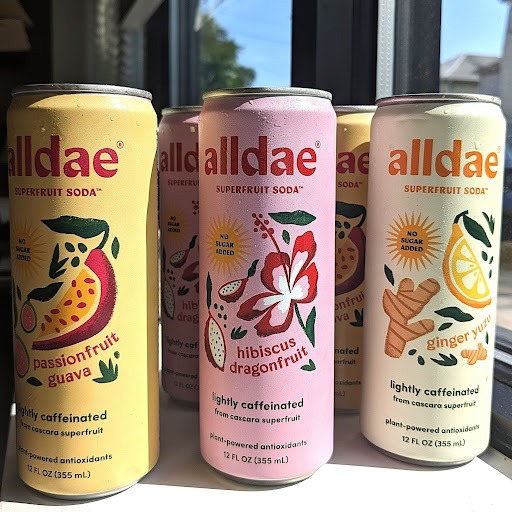 alldae®
SUPERFRUIT SODA™
NO
SUGAR
ADDED
passionfruit
guava
lightly caffeinated
from cascara superfruit
plant-powered antioxidants
12 FL OZ (355 mL)
alldae®
SUPERFRUIT SODA™
NO
SUGAR
ADDED
hibiscus
dragonfruit
lightly caffeinated
from cascara superfruit
plant-powered antioxidants
12 FL OZ (355 mL)
alldae®
SUPERFRUIT SODA™
NO
SUGAR
ADDED
ginger yuzu
lightly caffeinated
from cascara superfruit
plant-powered antioxidants
12 FL OZ (355 mL)